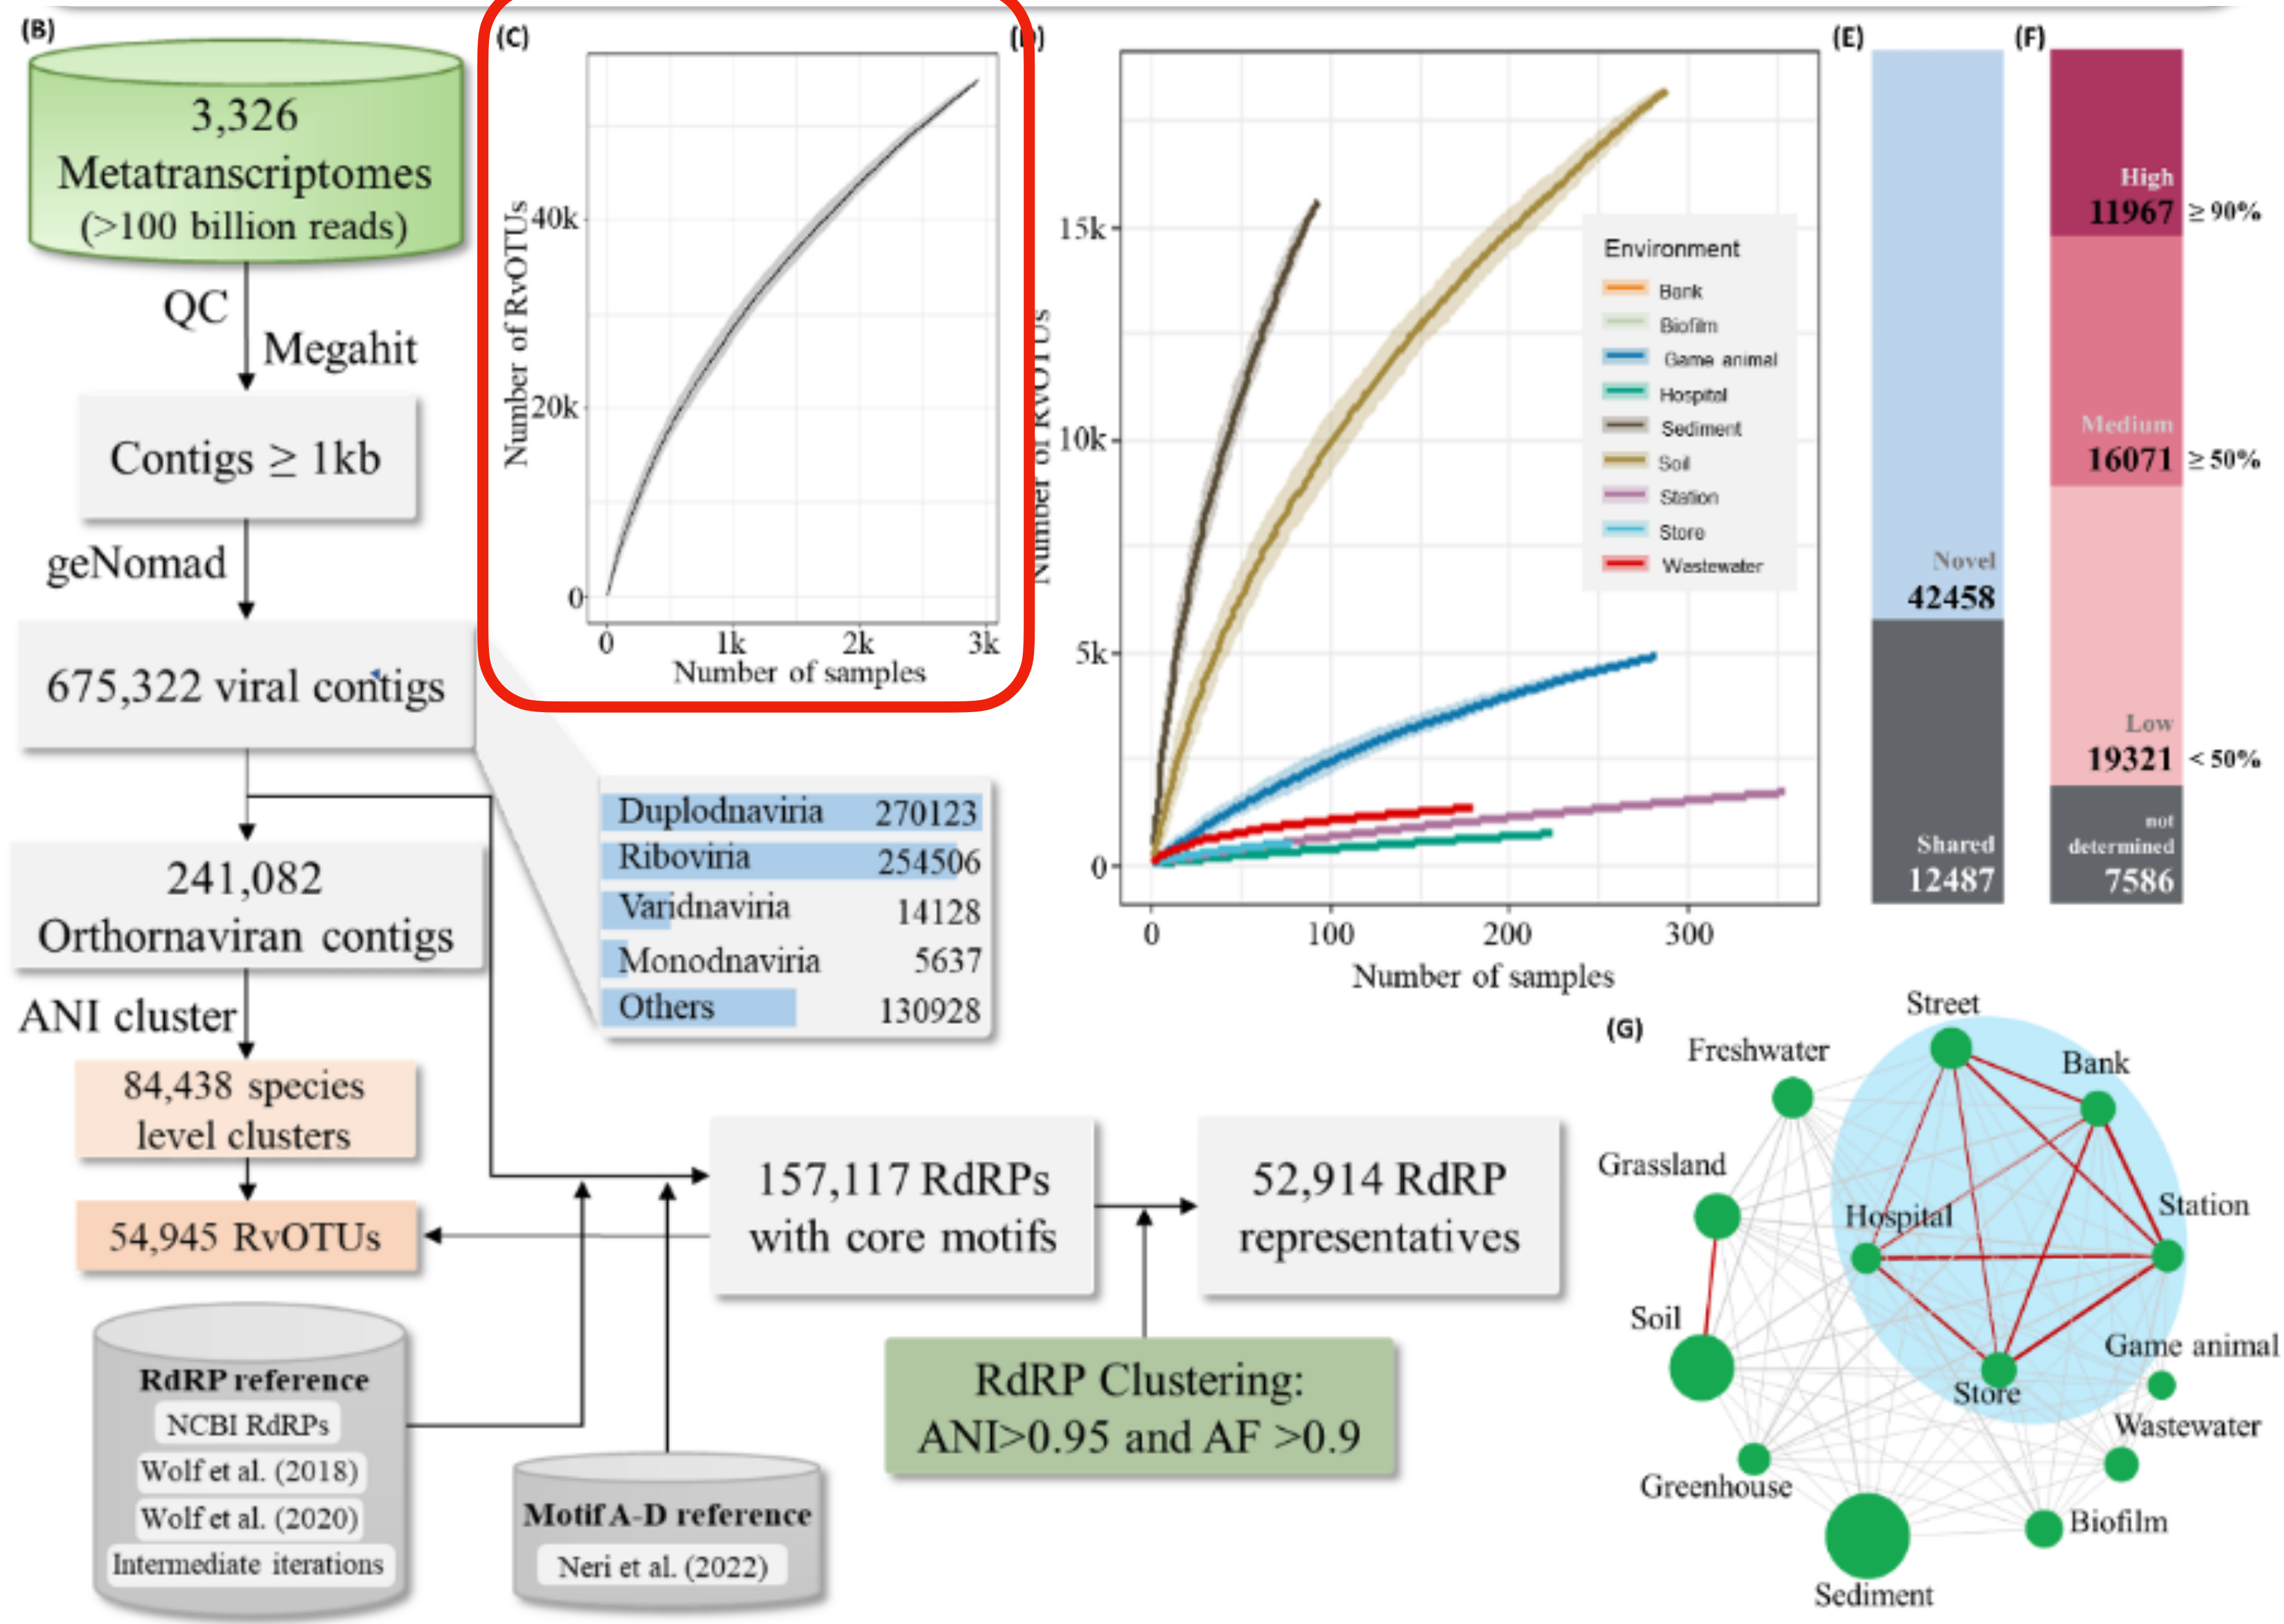 (B)
3,326
Metatranscriptomes
(>100 billion reads)
QC
Megahit
Contigs ≥ 1kb
geNomad
675,322 viral contigs
241,082
Orthornaviran contigs
ANI cluster
84,438 species
level clusters
54,945 RvOTUs
RdRP reference
NCBI RdRPs
Wolf et al. (2018)
Wolf et al. (2020)
Intermediate iterations
Motif A-D reference
Neri et al. (2022)
Duplodnaviria 270123
Riboviria 254506
Varidnaviria 14128
Monodnaviria 5637
Others 130928
157,117 RdRPs
with core motifs
52,914 RdRP
representatives
RdRP Clustering:
ANI>0.95 and AF >0.9
(C)
Number of RvOTUs
40k
20k
0
0 1k 2k 3k
Number of samples
(D)
Number of RvOTUs
15k
10k
5k
0
0 100 200 300
Number of samples
Environment
Bank
Biofilm
Game animal
Hospital
Sediment
Soil
Station
Store
Wastewater
(E)
Novel
42458
Shared
12487
(F)
High
11967 ≥ 90%
Medium
16071 ≥ 50%
Low
19321 < 50%
not
determined
7586
(G)
Street
Freshwater
Bank
Grassland
Station
Hospital
Soil
Game animal
Store
Wastewater
Greenhouse
Biofilm
Sediment